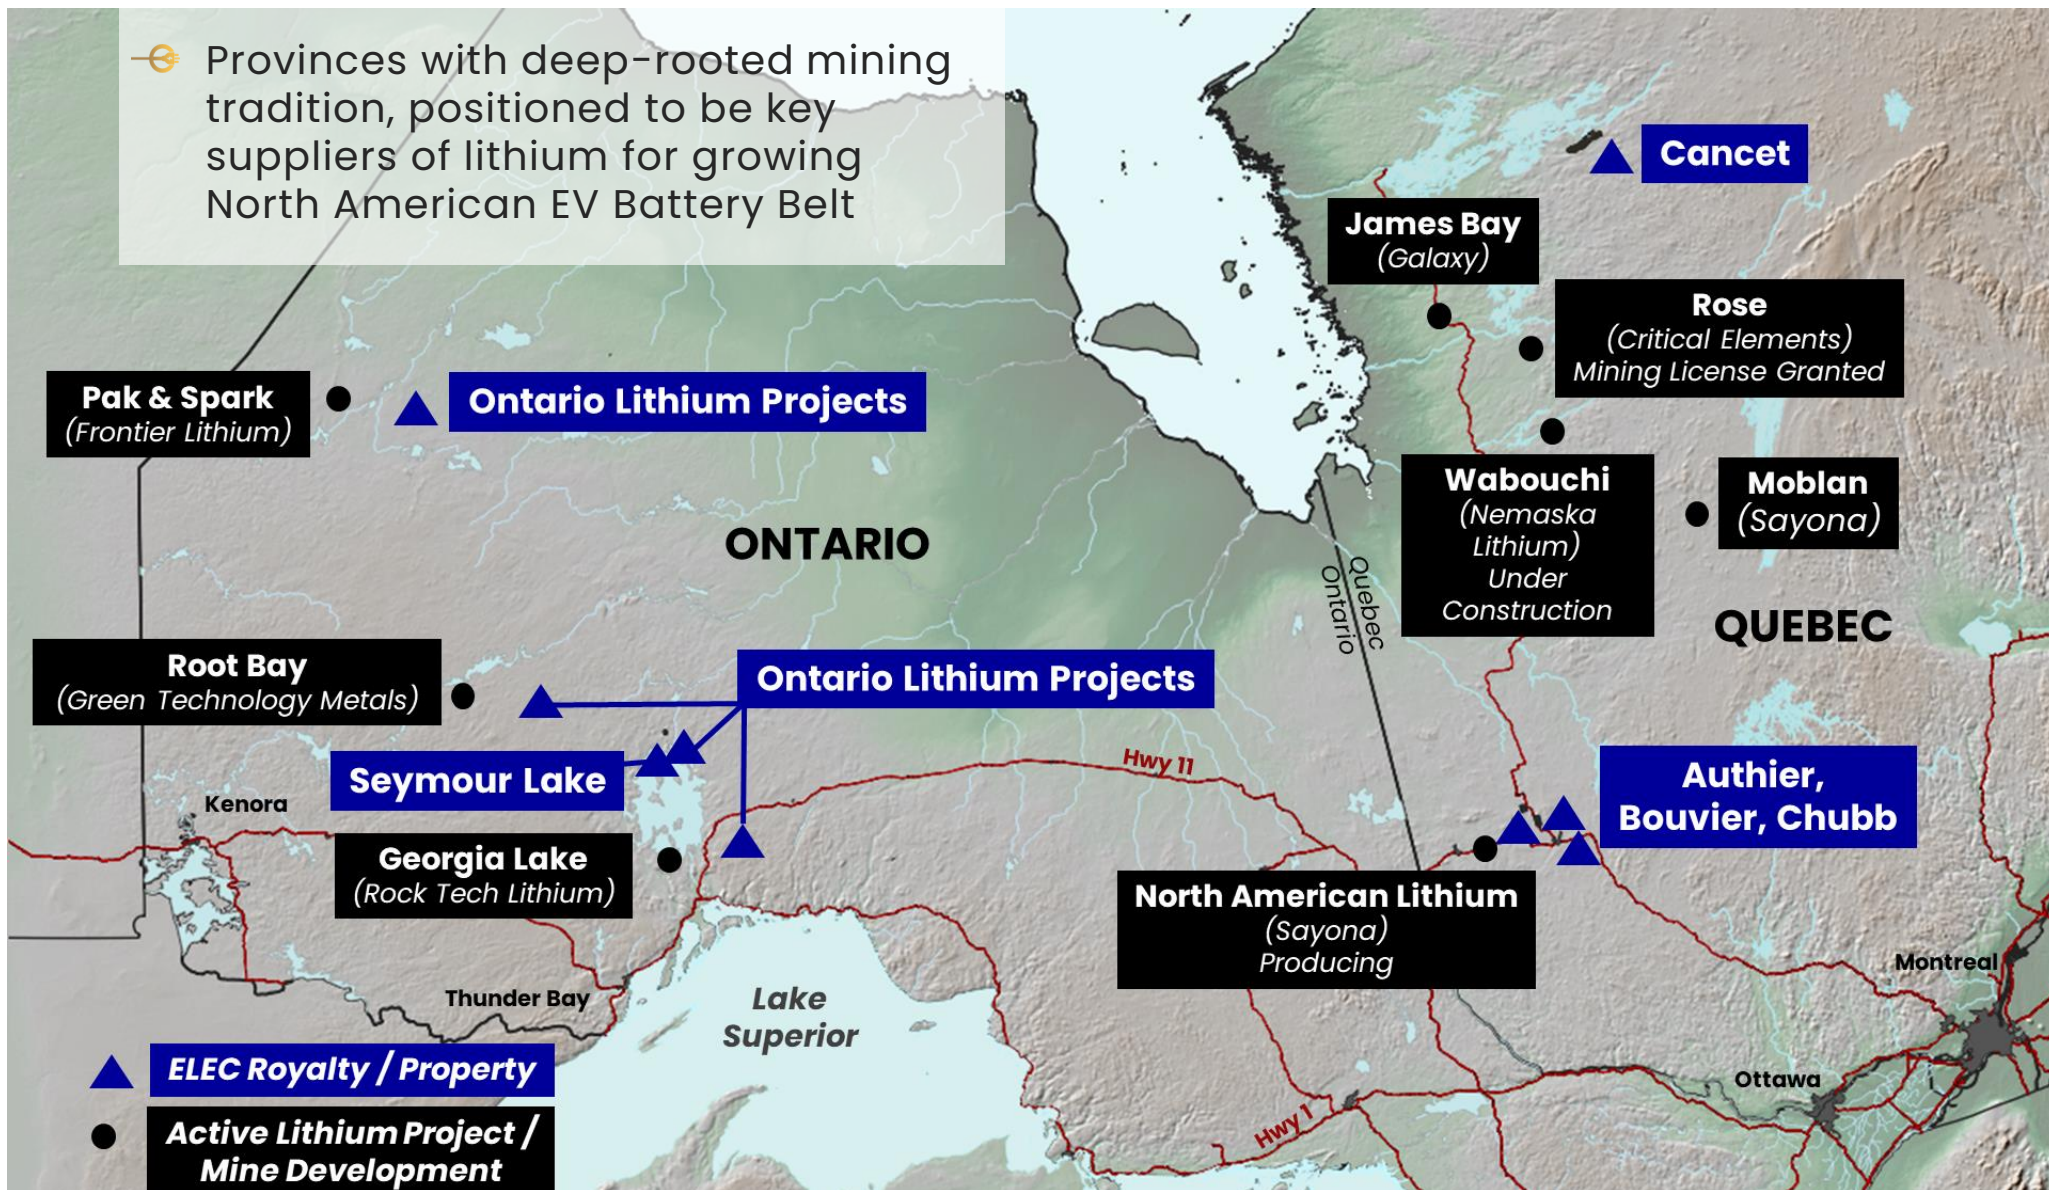 Provinces with deep-rooted mining
tradition, positioned to be key
suppliers of lithium for growing
North American EV Battery Belt
Cancet
James Bay
(Galaxy)
Rose
(Critical Elements)
Mining License Granted
Pak & Spark
(Frontier Lithium)
Ontario Lithium Projects
Wabouchi
(Nemaska
Lithium)
Under
Construction
Moblan
(Sayona)
ONTARIO
Quebec
Ontario
QUEBEC
Root Bay
(Green Technology Metals)
Ontario Lithium Projects
Seymour Lake
Hwy 11
Authier,
Bouvier, Chubb
Kenora
Georgia Lake
(Rock Tech Lithium)
North American Lithium
(Sayona)
Producing
Montreal
Thunder Bay
Lake
Superior
Ottawa
Hwy 1
ELEC Royalty / Property
Active Lithium Project /
Mine Development